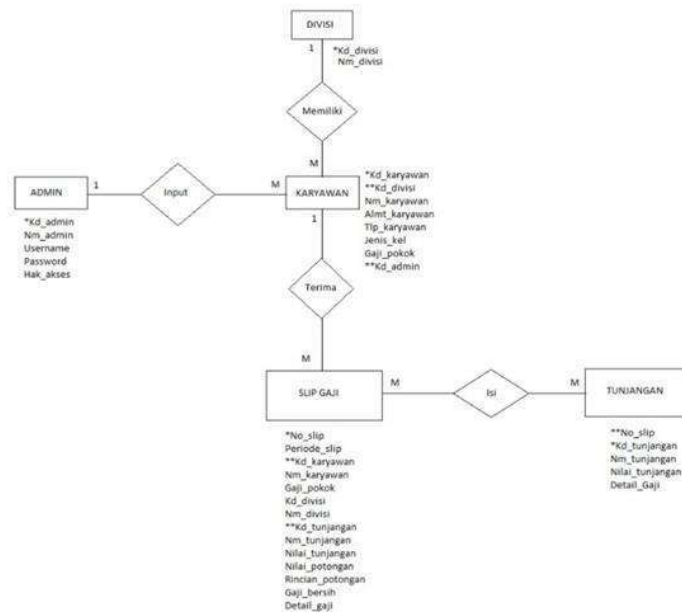 DIVISI
1
*Kd_divisi
Nm_divisi
Memiliki
M
ADMIN
1
Input
M
KARYAWAN
*Kd_karyawan
**Kd_divisi
Nm_karyawan
Almt_karyawan
Tlp_karyawan
Jenis_kel
Gaji_pokok
**Kd_admin
*Kd_admin
Nm_admin
Username
Password
Hak_akses
1
Terima
M
SLIP GAJI
M
Isi
M
TUNJANGAN
*No_slip
Periode_slip
**Kd_karyawan
Nm_karyawan
Gaji_pokok
Kd_divisi
Nm_divisi
**Kd_tunjangan
Nm_tunjangan
Nilai_tunjangan
Nilai_potongan
Rincian_potongan
Gaji_bersih
Detail_gaji
**No_slip
*Kd_tunjangan
Nm_tunjangan
Nilai_tunjangan
Detail_Gaji